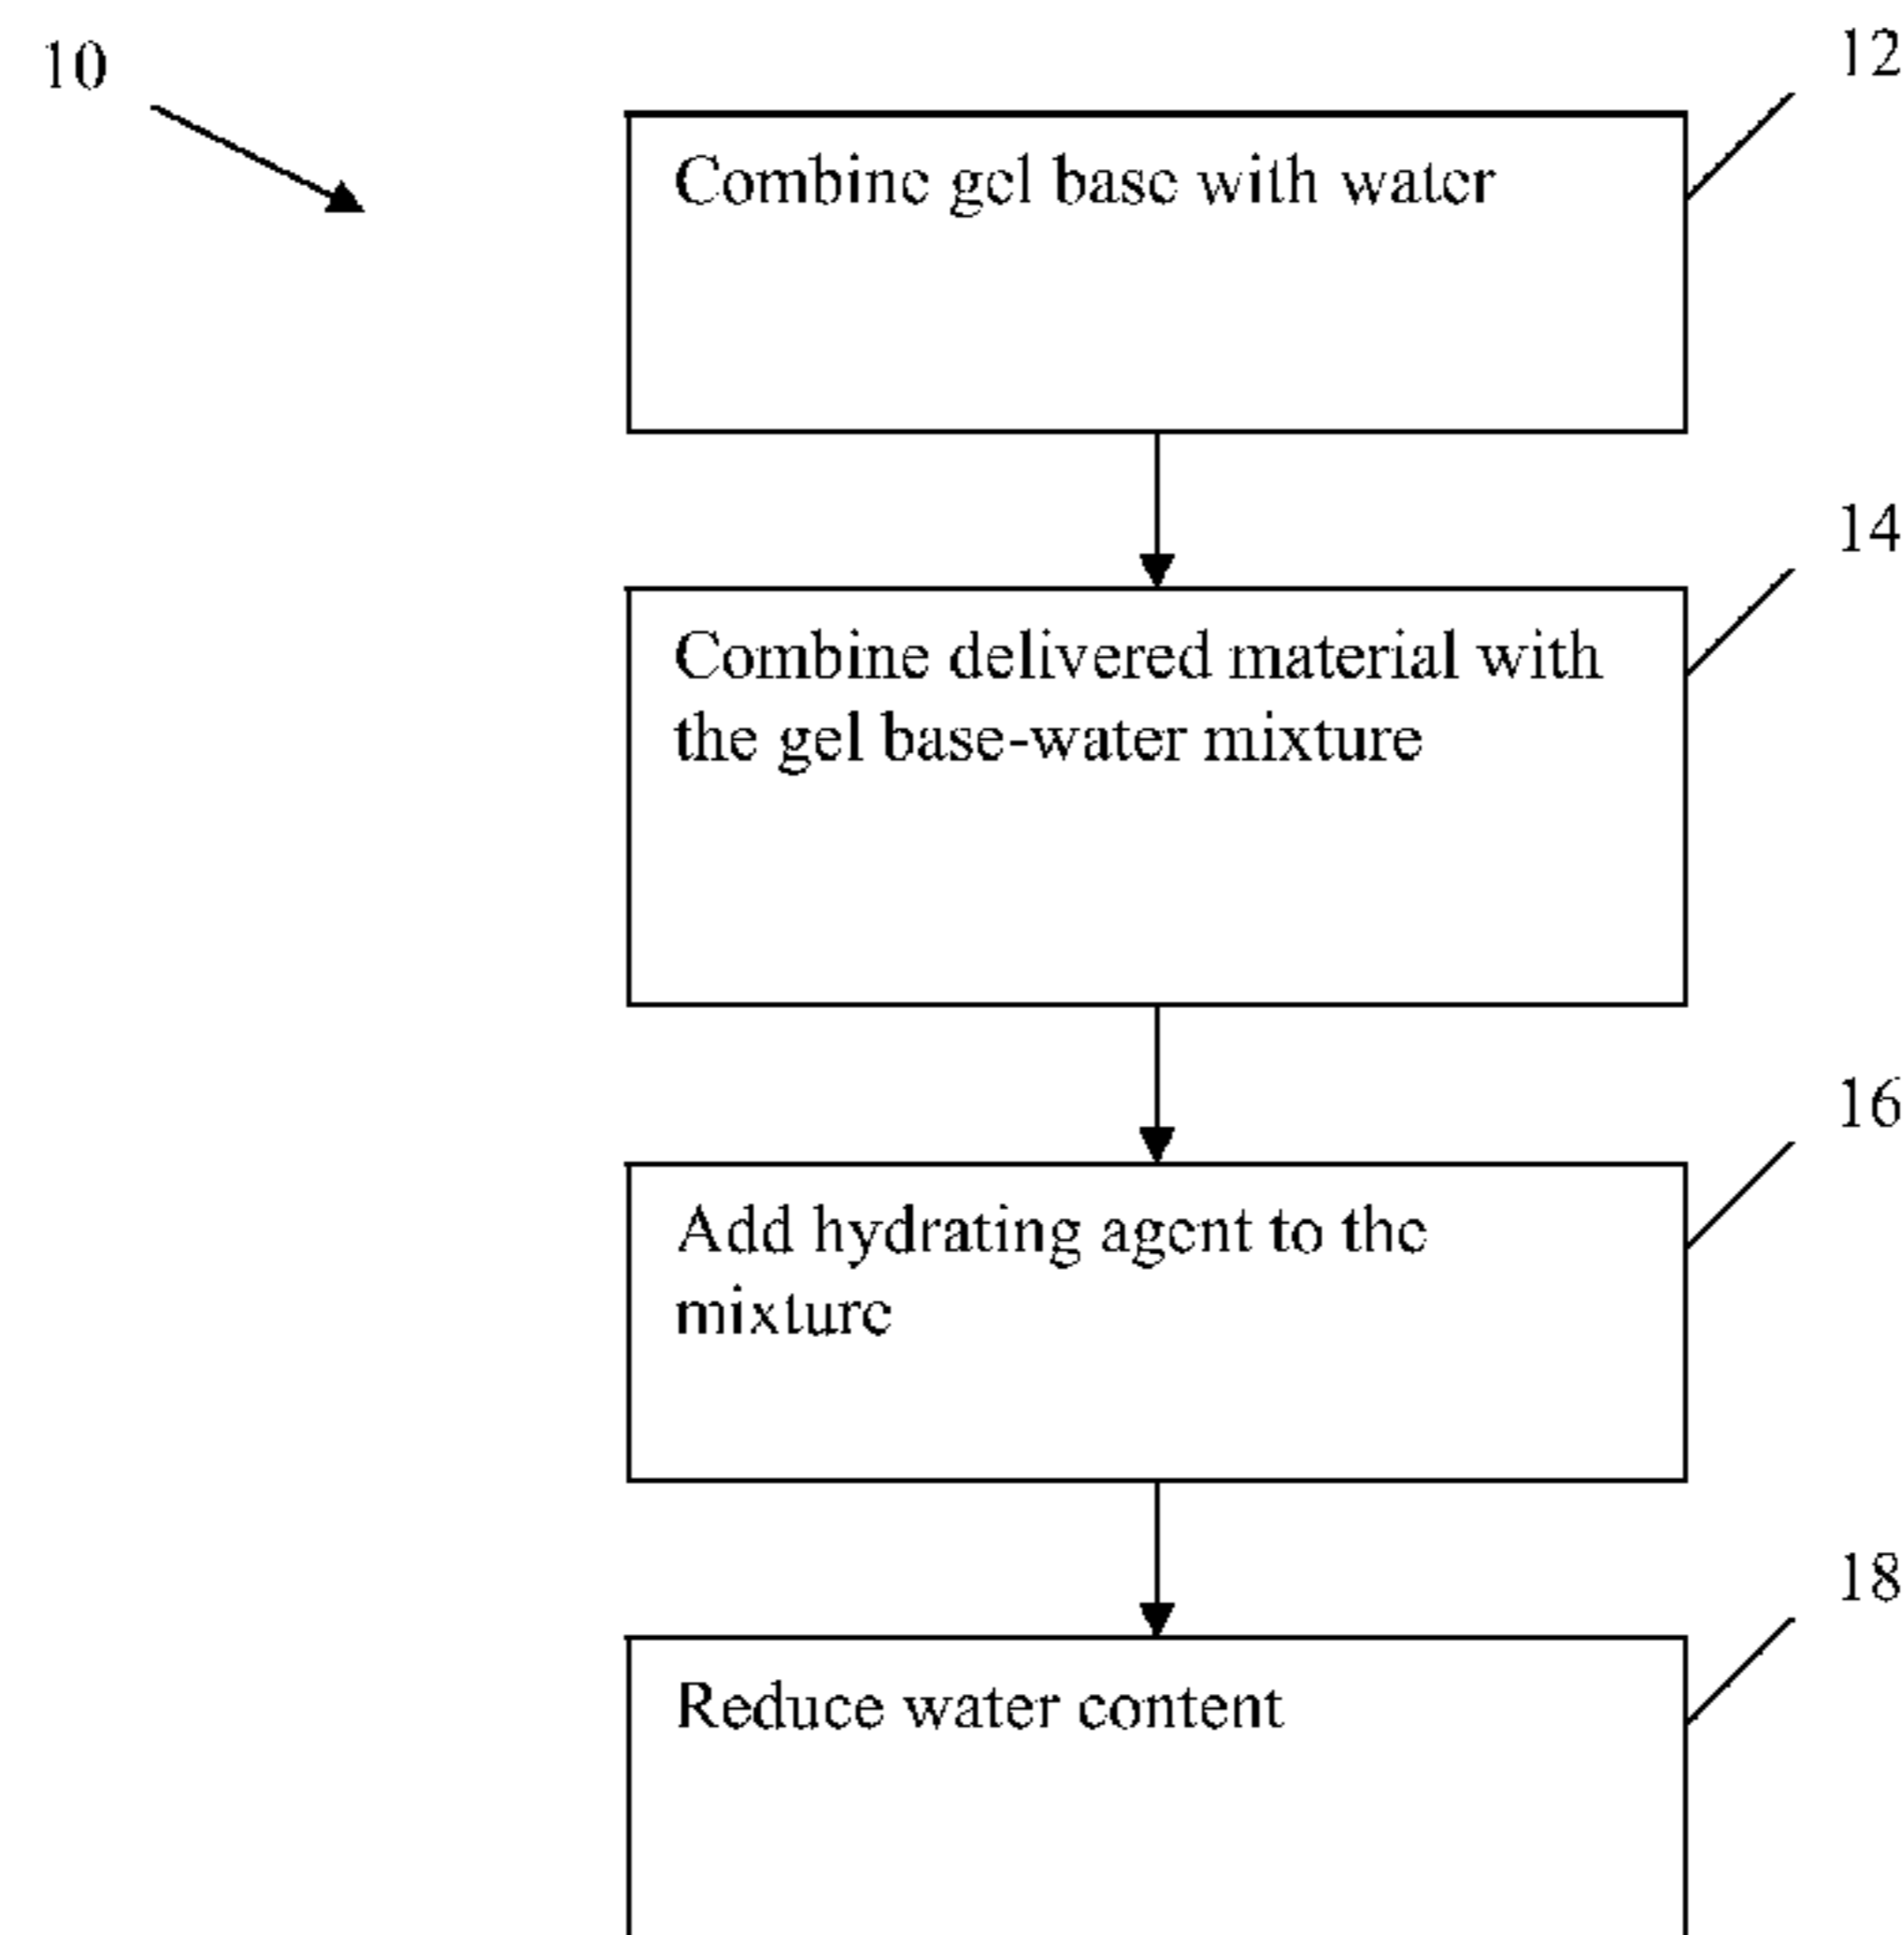 10
12
Combine gel base with water
14
Combine delivered material with
the gel base-water mixture
16
Add hydrating agent to the
mixture
18
Reduce water content